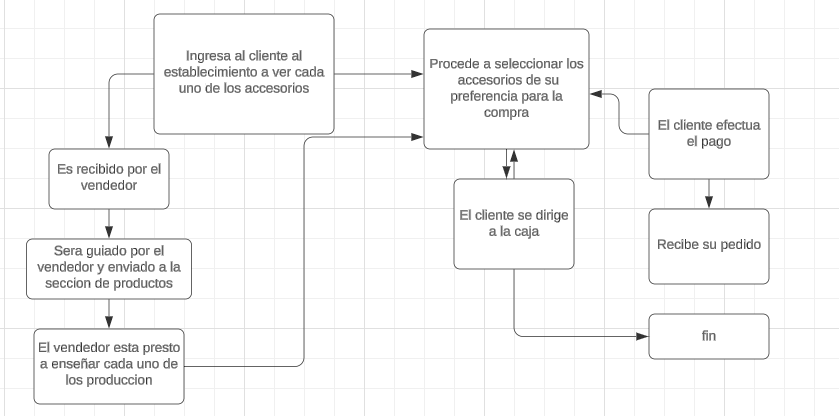 Ingresa al cliente al
establecimiento a ver cada
uno de los accesorios
Es recibido por el
vendedor
Sera guiado por el
vendedor y enviado a la
seccion de productos
El vendedor esta presto
a enseñar cada uno de
los produccion
Procede a seleccionar los
accesorios de su
preferencia para la
compra
El cliente se dirige
a la caja
El cliente efectua
el pago
Recibe su pedido
fin